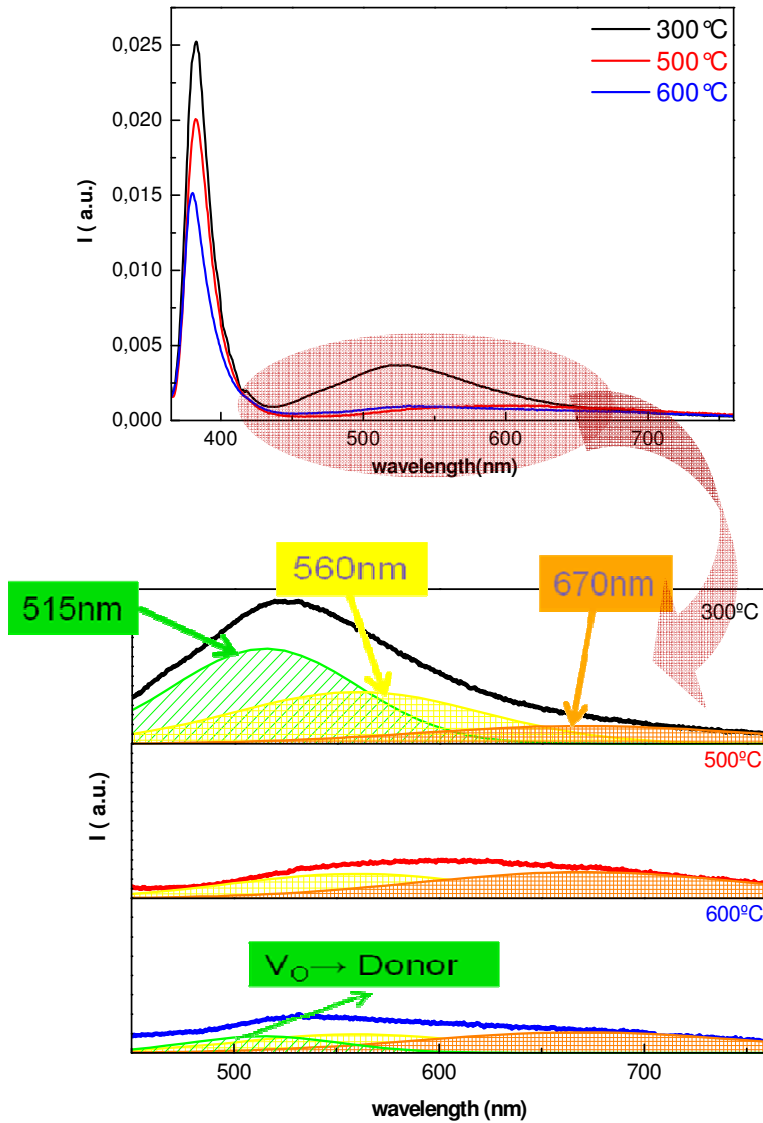 300°C
500°C
600°C
0,025
0,020
0,015
0,010
0,005
0,000
I ( a.u.)
400
500
600
700
wavelength(nm)
515nm
560nm
670nm
300ºC
500ºC
600ºC
I ( a.u.)
V_O→ Donor
500
600
700
wavelength (nm)